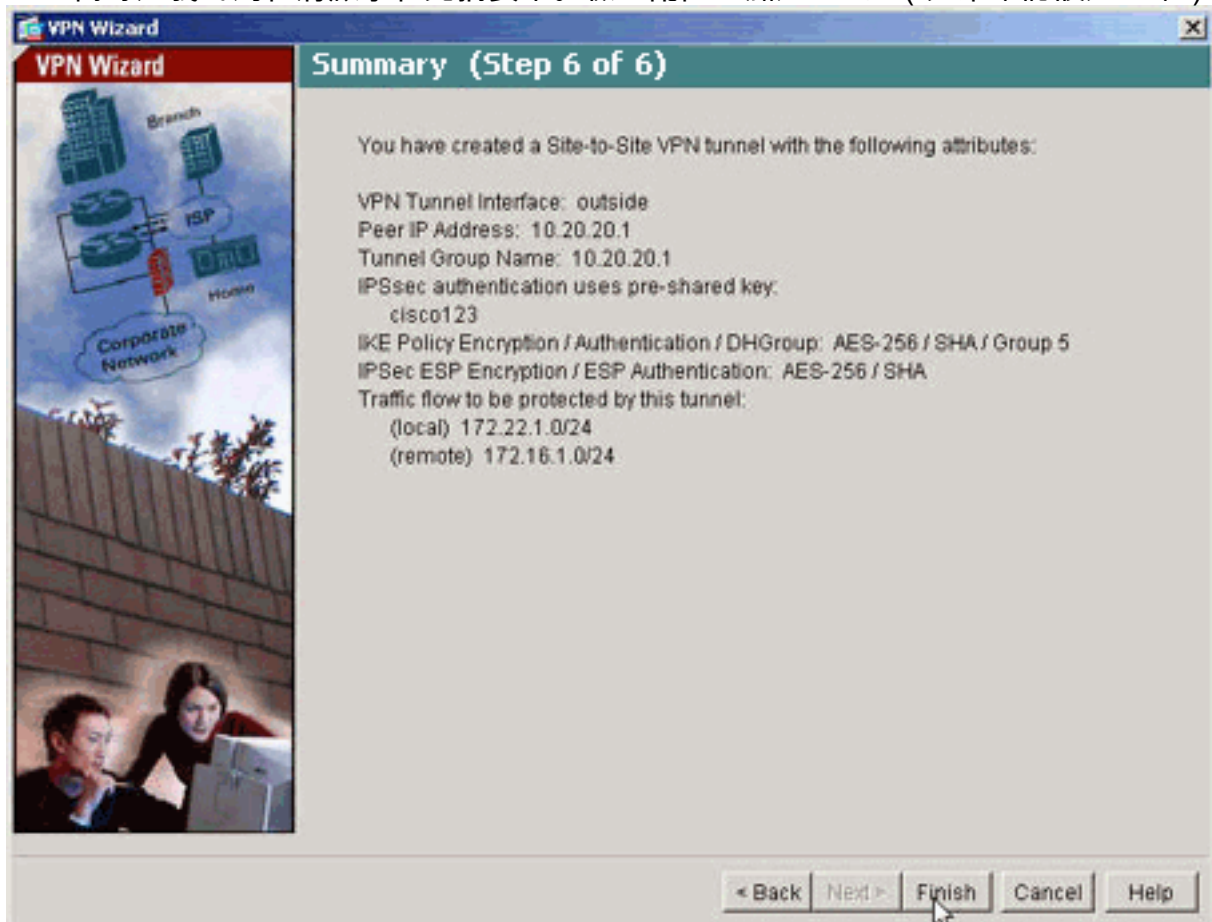 VPN Wizard
VPN Wizard
Summary (Step 6 of 6)
Branch
ISP
Home
Corporate
Network
You have created a Site-to-Site VPN tunnel with the following attributes:
VPN Tunnel Interface: outside
Peer IP Address: 10.20.20.1
Tunnel Group Name: 10.20.20.1
IPSsec authentication uses pre-shared key:
cisco123
IKE Policy Encryption / Authentication / DHGroup: AES-256 / SHA / Group 5
IPSec ESP Encryption / ESP Authentication: AES-256 / SHA
Traffic flow to be protected by this tunnel:
(local) 172.22.1.0/24
(remote) 172.16.1.0/24
< Back
Next >
Finish
Cancel
Help